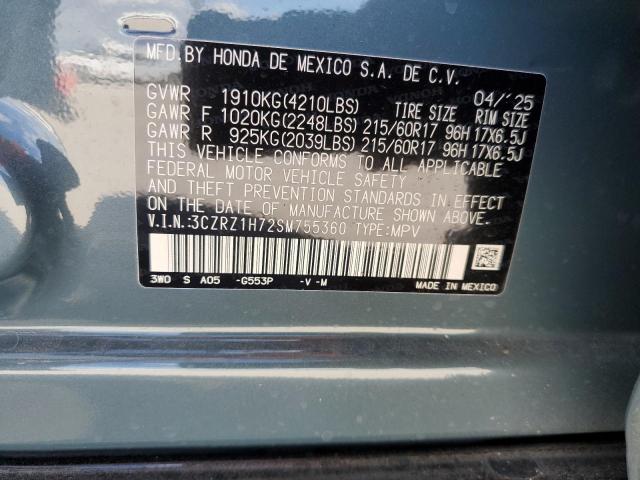 MFD.BY HONDA DE MEXICO S.A. DE C.V.
04/'25
GVWR 1910KG(4210LBS) TIRE SIZE RIM SIZE
GAWR F 1020KG(2248LBS) 215/60R17 96H 17X6.5J
GAWR R 925KG(2039LBS) 215/60R17 96H 17X6.5J
THIS VEHICLE CONFORMS TO ALL APPLICABLE
FEDERAL MOTOR VEHICLE SAFETY
AND THEFT PREVENTION STANDARDS IN EFFECT
ON THE DATE OF MANUFACTURE SHOWN ABOVE.
V.I.N.:3CZRZ1H72SM755360 TYPE:MPV
3W0 S A05 -G553P -V -M MADE IN MEXICO